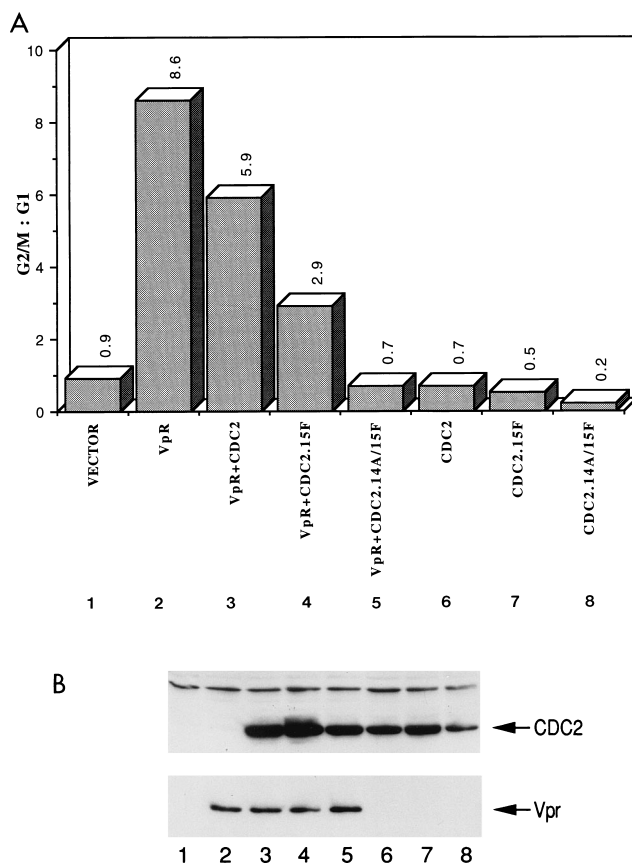 A
10
8
6
4
2
0
G2/M : G1
0.9
8.6
5.9
2.9
0.7
0.7
0.5
0.2
VECTOR
VpR
VpR+CDC2
VpR+CDC2.15F
VpR+CDC2.14A/15F
CDC2
CDC2.15F
CDC2.14A/15F
1 2 3 4 5 6 7 8
B
CDC2
Vpr
1 2 3 4 5 6 7 8